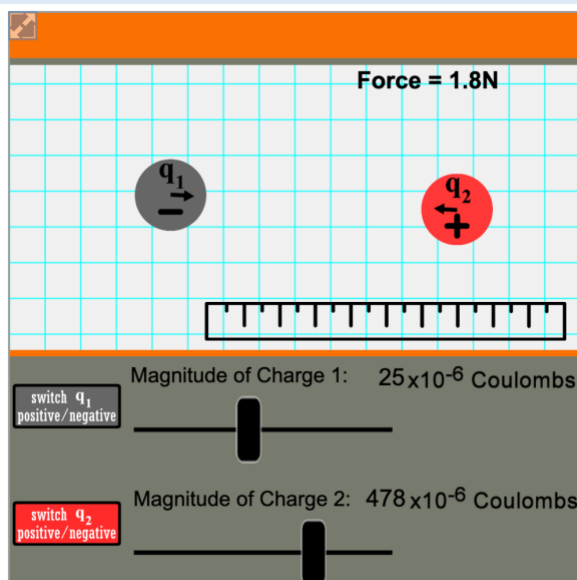 Force = 1.8N
q₁
−
q₂
+
Magnitude of Charge 1: 25x10⁻⁶ Coulombs
switch q₁
positive/negative
Magnitude of Charge 2: 478x10⁻⁶ Coulombs
switch q₂
positive/negative